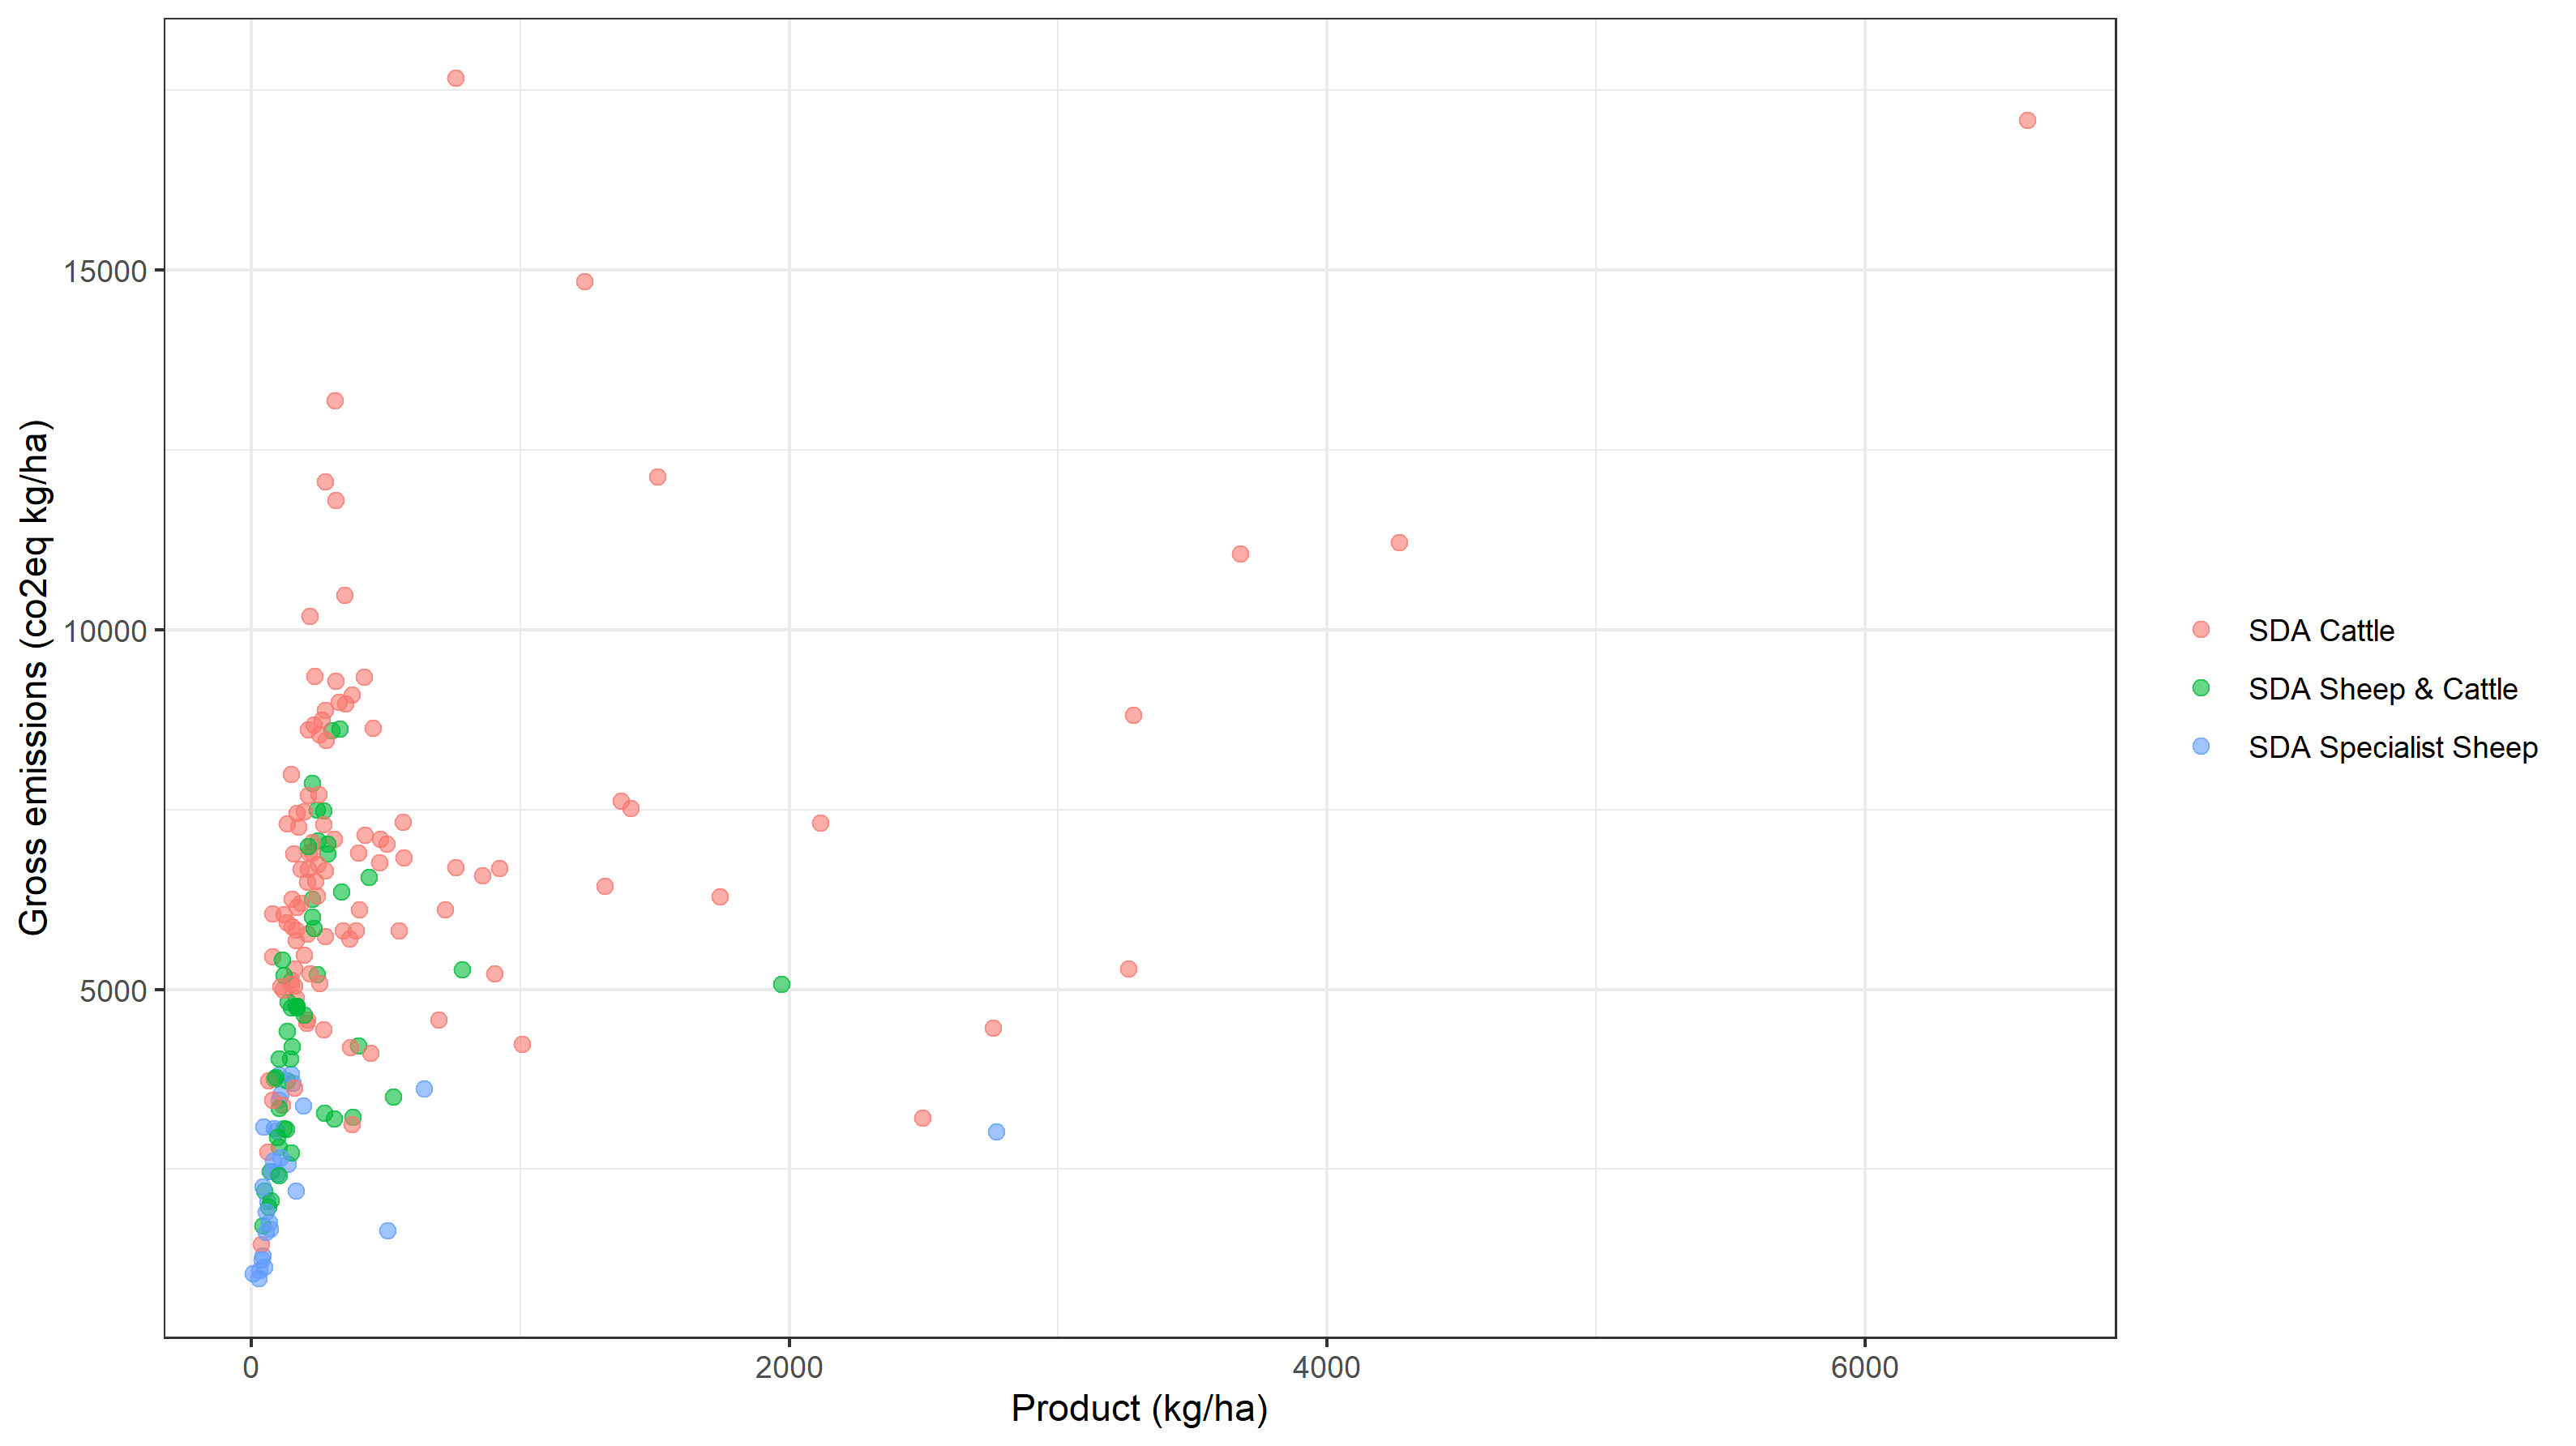 Gross emissions (co2eq kg/ha)
15000
10000
5000
0 2000 4000 6000
Product (kg/ha)
SDA Cattle
SDA Sheep & Cattle
SDA Specialist Sheep